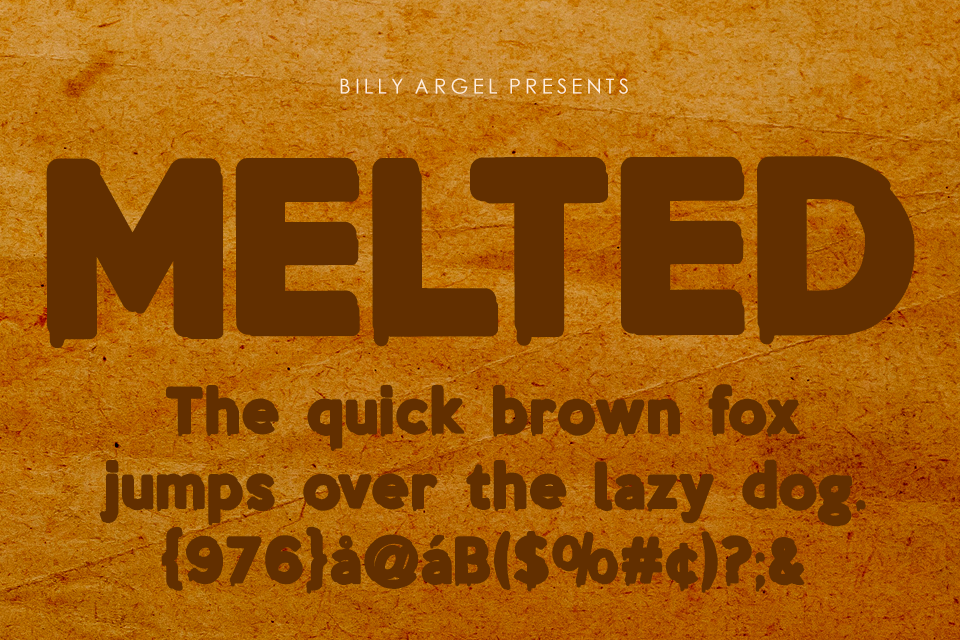 BILLY ARGEL PRESENTS
MELTED
The quick brown fox
jumps over the lazy dog.
{976}å@áB($%#¢)?;&